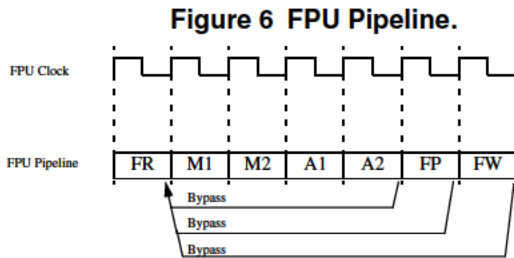 Figure 6 FPU Pipeline.
FPU Clock
FPU Pipeline FR M1 M2 A1 A2 FP FW
Bypass
Bypass
Bypass